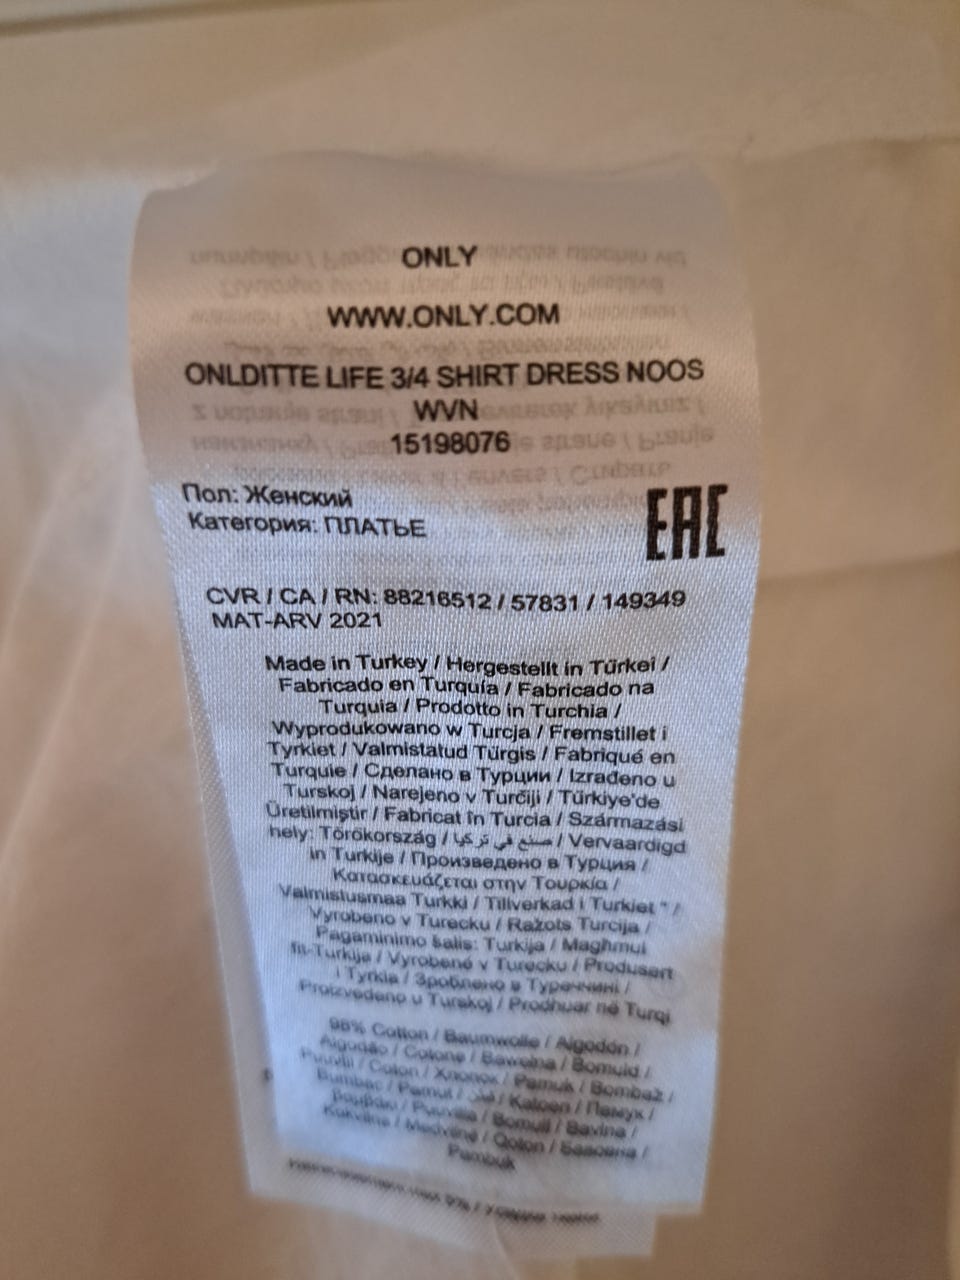 ONLY
WWW.ONLY.COM
ONLDITTE LIFE 3/4 SHIRT DRESS NOOS
WVN
15198076
Пол: Женский
Категория: ПЛАТЬЕ
EAC
CVR / CA / RN: 88216512 / 57831 / 149349
MAT-ARV 2021
Made in Turkey / Hergestellt in Türkei /
Fabricado en Turquía / Fabricado na
Turquia / Prodotto in Turchia /
Wyprodukowano w Turcja / Fremstillet i
Tyrkiet / Valmistatud Türgis / Fabriqué en
Turquie / Сделано в Турции / Izrađeno u
Turskoj / Narejeno v Turčiji / Türkiye'de
Üretilmiştir / Fabricat în Turcia / Származási
hely: Törökország / صنع في تركيا / Vervaardigd
in Turkije / Произведено в Турция /
Κατασκευάζεται στην Τουρκία /
Valmistusmaa Turkki / Tillverkad i Turkiet " /
Vyrobeno v Turecku / Ražots Turcija /
Pagaminimo šalis: Turkija / Maghmul
fit-Turkija / Vyrobené v Turecku / Produsert
i Tyrkia / Зроблено в Туреччині /
Proizvedeno u Turskoj / Prodhuar në Turqi
98% Cotton / Baumwolle / Algodón /
Algodão / Cotone / Bawełna / Bomuld /
Puuvill / Coton / Хлопок / Pamuk / Bombaž /
Bumbac / Pamut / قطن / Katoen / Памук /
Βαμβάκι / Puuvilla / Bomull / Bavlna /
Kokvilna / Medvilnė / Qoton / Бавовна /
Pambuk